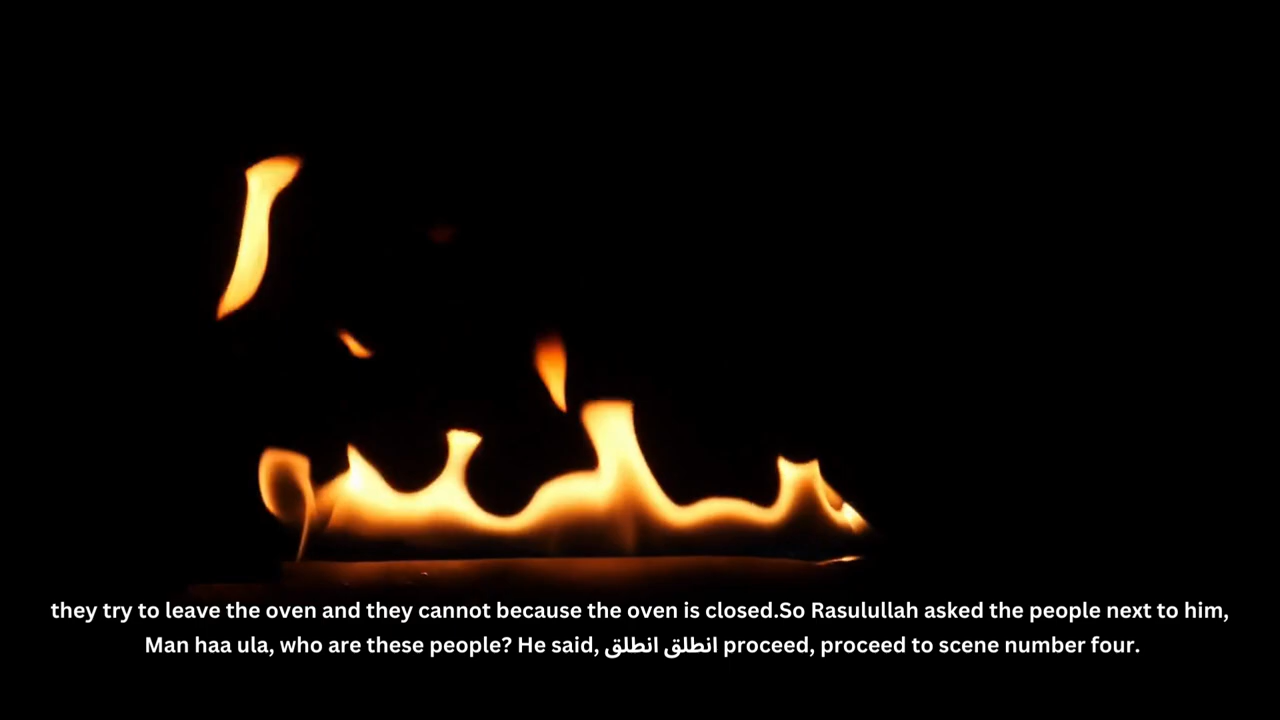 they try to leave the oven and they cannot because the oven is closed.So Rasulullah asked the people next to him,
Man haa ula, who are these people? He said, انطلق انطلق proceed, proceed to scene number four.